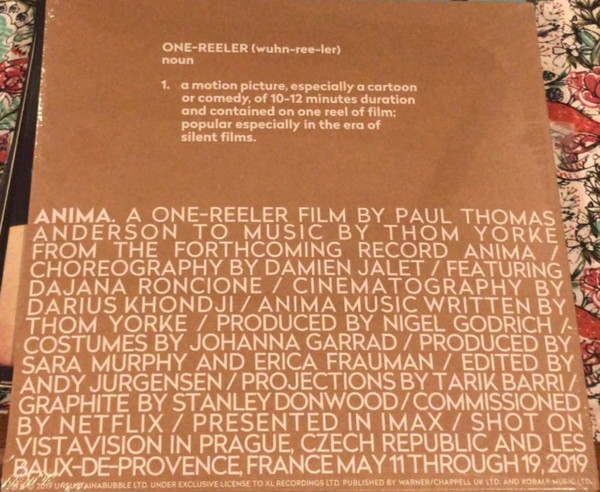 ONE-REELER (wuhn-ree-ler)
noun
1. a motion picture, especially a cartoon
or comedy, of 10-12 minutes duration
and contained on one reel of film;
popular especially in the era of
silent films.
ANIMA. A ONE-REELER FILM BY PAUL THOMAS
ANDERSON TO MUSIC BY THOM YORKE
FROM THE FORTHCOMING RECORD ANIMA /
CHOREOGRAPHY BY DAMIEN JALET / FEATURING
DAJANA RONCIONE / CINEMATOGRAPHY BY
DARIUS KHONDJI / ANIMA MUSIC WRITTEN BY
THOM YORKE / PRODUCED BY NIGEL GODRICH /
COSTUMES BY JOHANNA GARRAD / PRODUCED BY
SARA MURPHY AND ERICA FRAUMAN / EDITED BY
ANDY JURGENSEN / PROJECTIONS BY TARIK BARRI /
GRAPHITE BY STANLEY DONWOOD / COMMISSIONED
BY NETFLIX / PRESENTED IN IMAX / SHOT ON
VISTAVISION IN PRAGUE, CZECH REPUBLIC AND LES
BAUX-DE-PROVENCE, FRANCE MAY 11 THROUGH 19, 2019
2019 UNSUSTAINABUBBLE LTD. UNDER EXCLUSIVE LICENSE TO XL RECORDINGS LTD. PUBLISHED BY WARNER/CHAPPELL UK LTD. AND KOBALT MUSIC LTD.